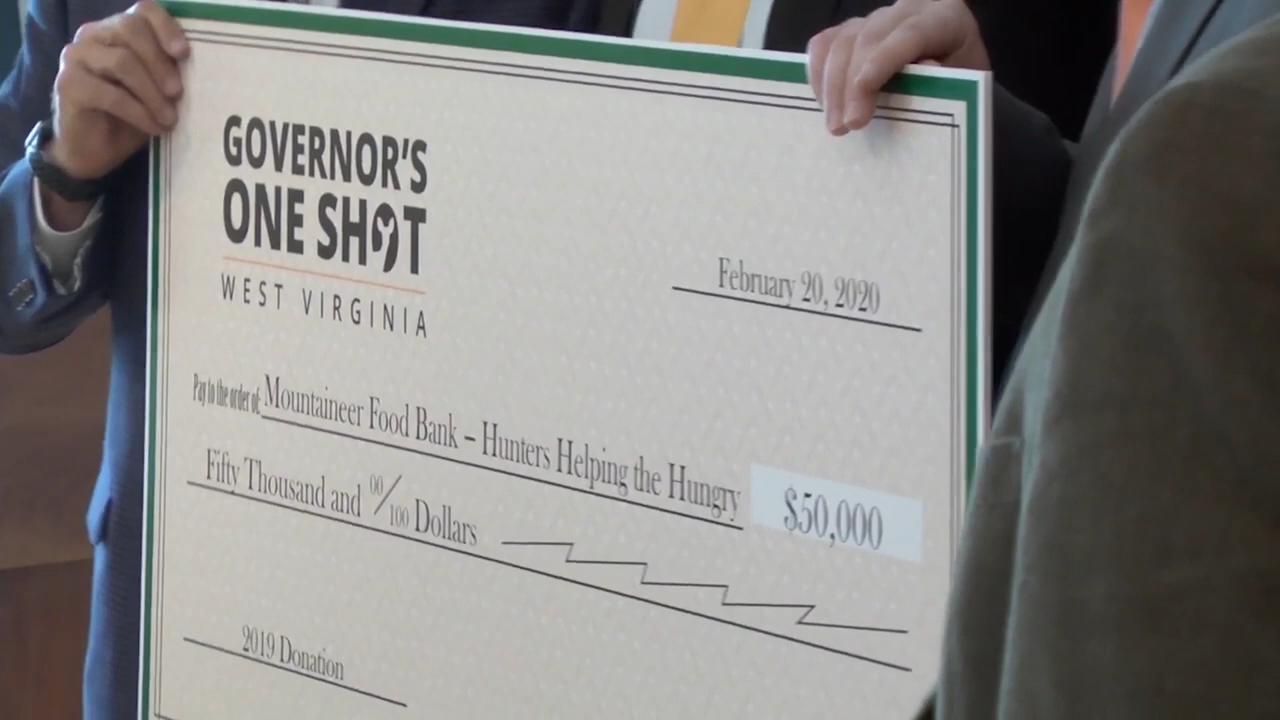 GOVERNOR'S
ONE SHOT
WEST VIRGINIA
February 20, 2020
Pay to the order of: Mountaineer Food Bank – Hunters Helping the Hungry $50,000
Fifty Thousand and 00/100 Dollars
2019 Donation